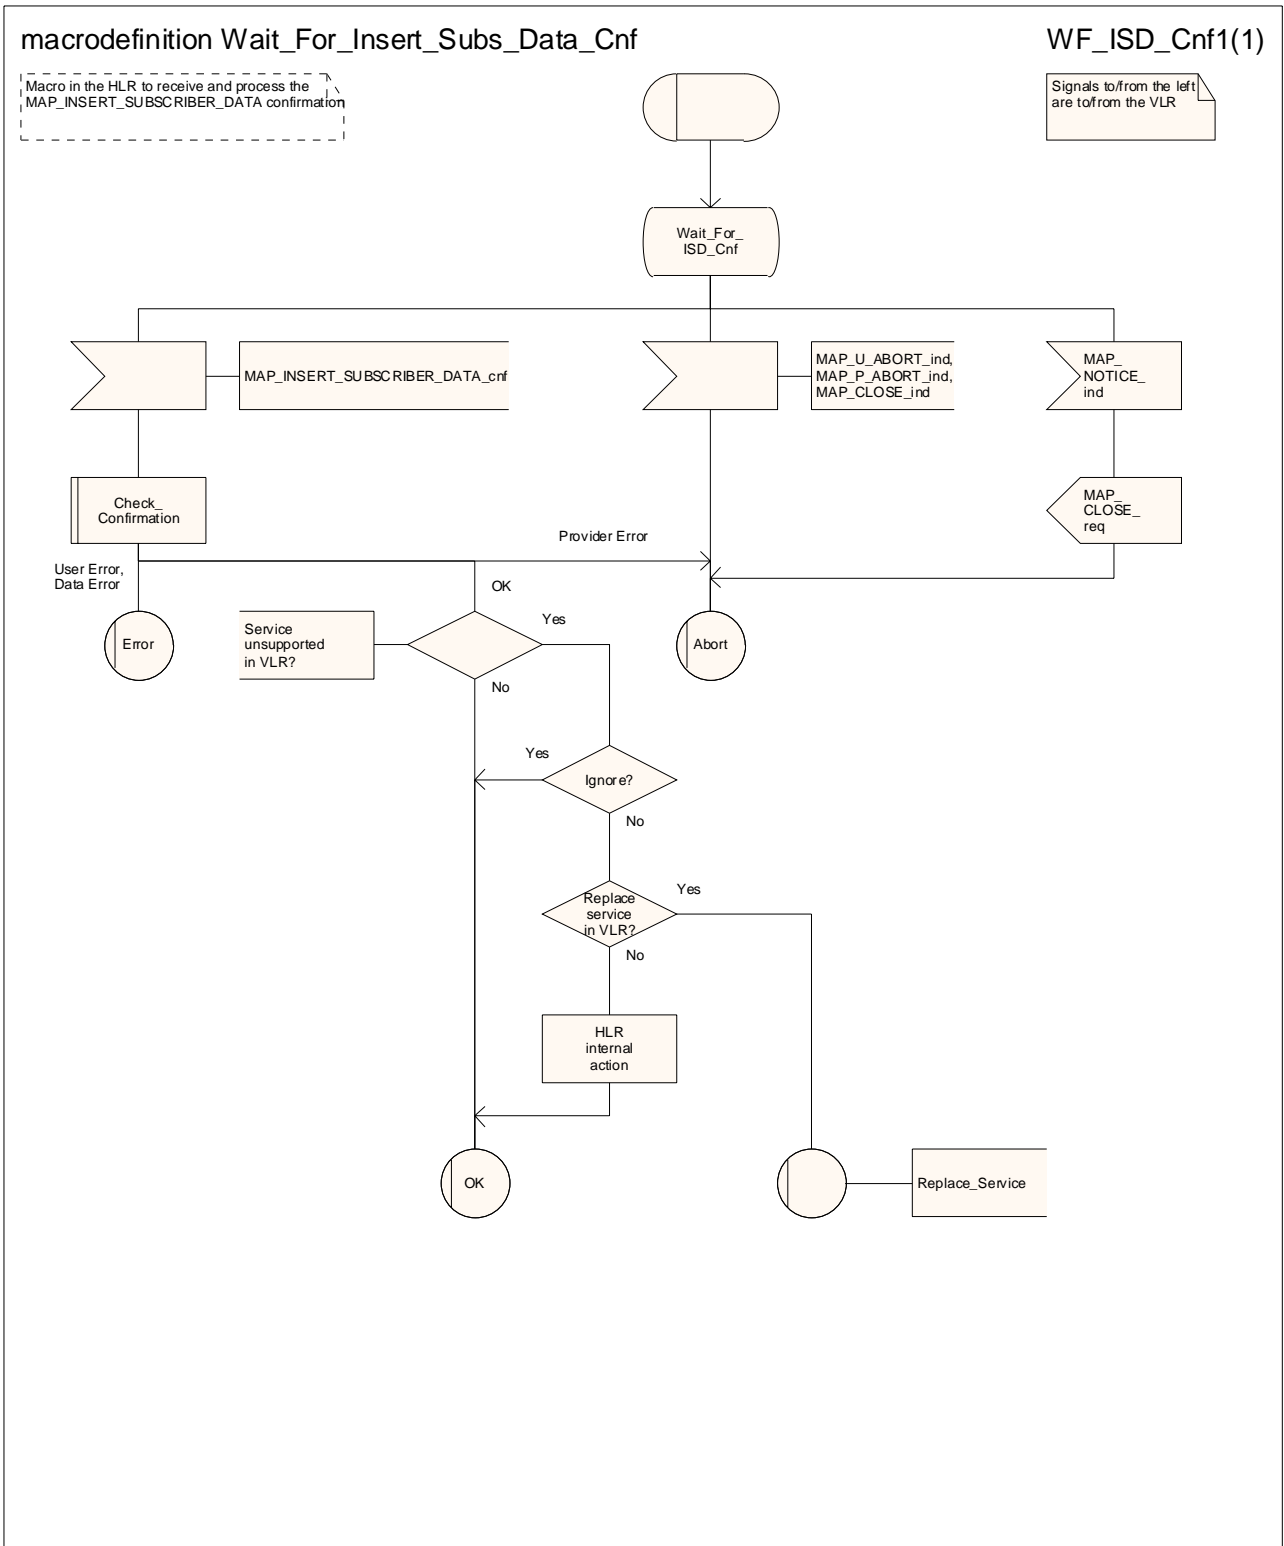 macrodefinition Wait_For_Insert_Subs_Data_Cnf
WF_ISD_Cnf1(1)
Macro in the HLR to receive and process the
MAP_INSERT_SUBSCRIBER_DATA confirmation
Signals to/from the left
are to/from the VLR
Wait_For_
ISD_Cnf
MAP_INSERT_SUBSCRIBER_DATA_cnf
MAP_U_ABORT_ind,
MAP_P_ABORT_ind,
MAP_CLOSE_ind
MAP_
NOTICE_
ind
Check_
Confirmation
MAP_
CLOSE_
req
Provider Error
User Error,
Data Error
OK
Error
Service
unsupported
in VLR?
Yes
No
Abort
Yes
Ignore?
No
Replace
service
in VLR?
Yes
No
HLR
internal
action
OK
Replace_Service